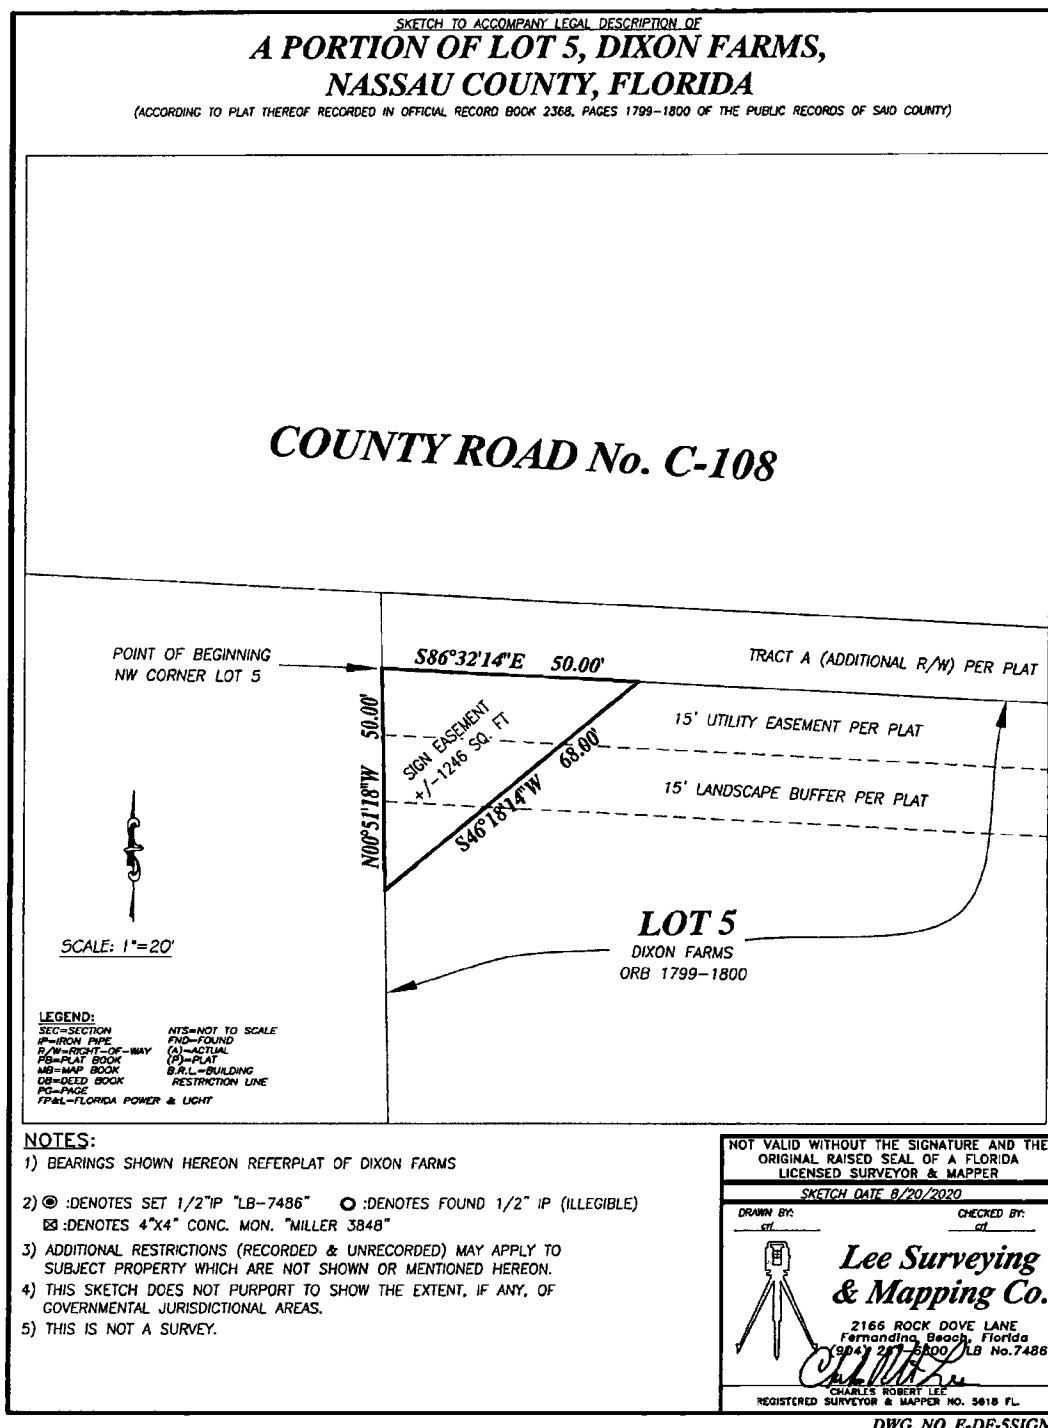 SKETCH TO ACCOMPANY LEGAL DESCRIPTION OF
A PORTION OF LOT 5, DIXON FARMS,
NASSAU COUNTY, FLORIDA
(ACCORDING TO PLAT THEREOF RECORDED IN OFFICIAL RECORD BOOK 2368, PAGES 1799-1800 OF THE PUBLIC RECORDS OF SAID COUNTY)
COUNTY ROAD No. C-108
POINT OF BEGINNING
NW CORNER LOT 5
S86°32'14"E 50.00'
TRACT A (ADDITIONAL R/W) PER PLAT
15' UTILITY EASEMENT PER PLAT
15' LANDSCAPE BUFFER PER PLAT
N00°51'18"W 50.00'
SIGN EASEMENT
+/-1246 SQ. FT
S46°18'14"W 68.00'
SCALE: 1"=20'
LOT 5
DIXON FARMS
ORB 1799-1800
LEGEND:
SEC=SECTION
IP=IRON PIPE
R/W=RIGHT-OF-WAY
PB=PLAT BOOK
MB=MAP BOOK
DB=DEED BOOK
PG=PAGE
FP&L=FLORIDA POWER & LIGHT
NTS=NOT TO SCALE
FND=FOUND
(A)=ACTUAL
(P)=PLAT
B.R.L.=BUILDING
RESTRICTION LINE
NOTES:
1) BEARINGS SHOWN HEREON REFERPLAT OF DIXON FARMS
2) :DENOTES SET 1/2"IP "LB-7486" :DENOTES FOUND 1/2" IP (ILLEGIBLE)
:DENOTES 4"X4" CONC. MON. "MILLER 3848"
3) ADDITIONAL RESTRICTIONS (RECORDED & UNRECORDED) MAY APPLY TO
SUBJECT PROPERTY WHICH ARE NOT SHOWN OR MENTIONED HEREON.
4) THIS SKETCH DOES NOT PURPORT TO SHOW THE EXTENT, IF ANY, OF
GOVERNMENTAL JURISDICTIONAL AREAS.
5) THIS IS NOT A SURVEY.
NOT VALID WITHOUT THE SIGNATURE AND THE
ORIGINAL RAISED SEAL OF A FLORIDA
LICENSED SURVEYOR & MAPPER
SKETCH DATE 8/20/2020
DRAWN BY: CHECKED BY:
crl crl
Lee Surveying
& Mapping Co.
2166 ROCK DOVE LANE
Fernandina Beach, Florida
(904) LB No.7486
CHARLES ROBERT LEE
REGISTERED SURVEYOR & MAPPER NO. 5618 FL.
DWG. NO. E-DF-5SIGN